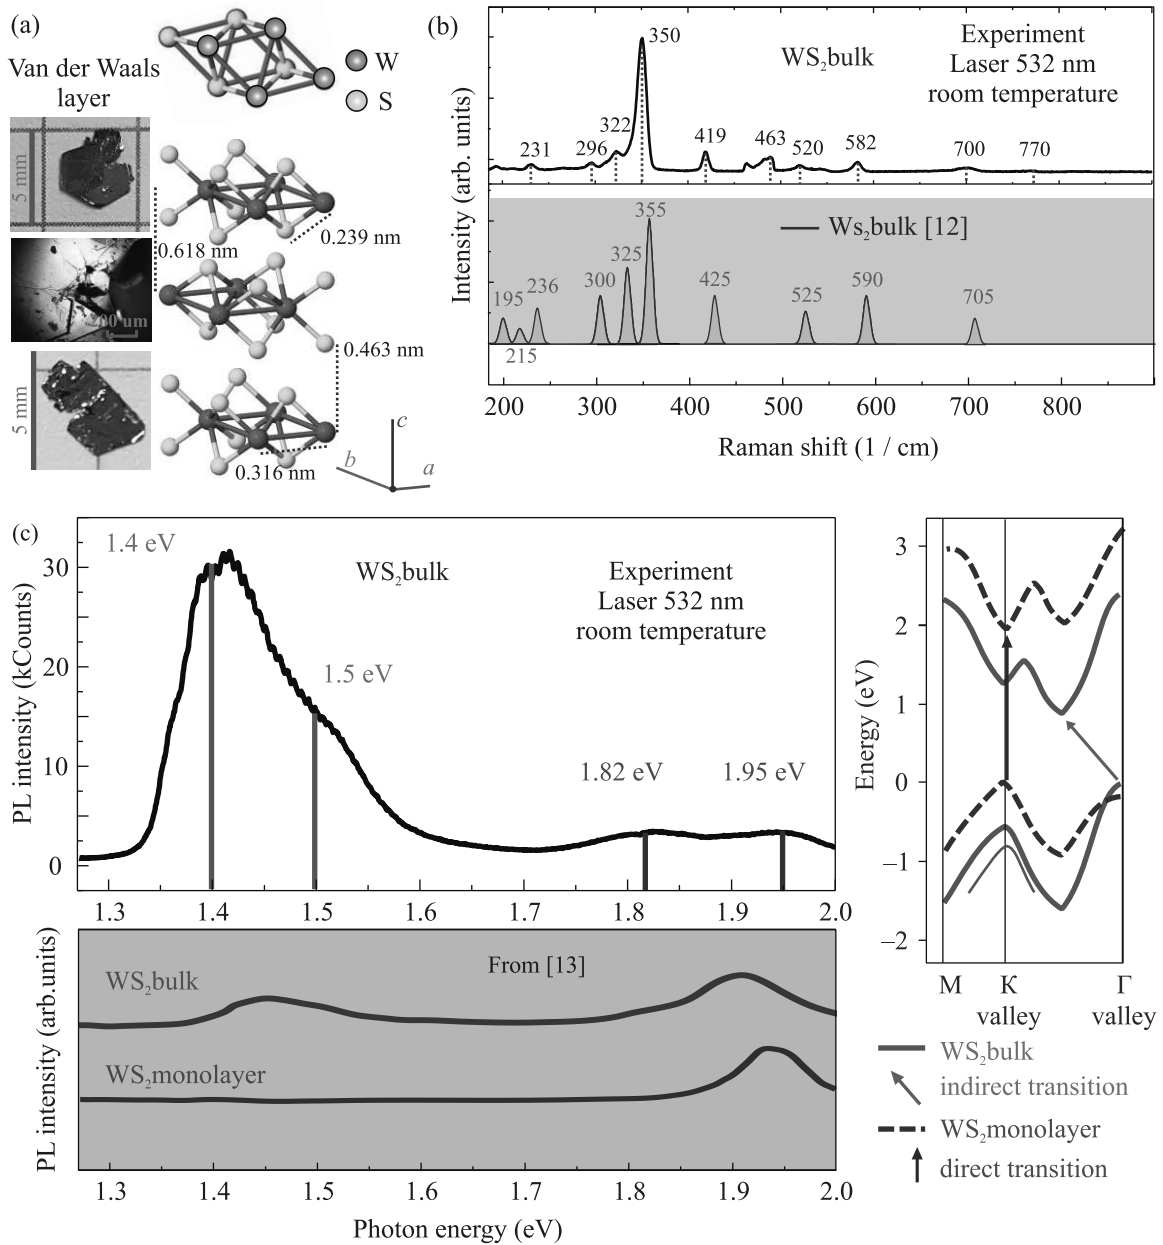 (a)
Van der Waals
layer
W
S
5 mm
200 um
5 mm
0.239 nm
0.618 nm
0.463 nm
0.316 nm
c
b
a
(b)
Intensity (arb. units)
WS2bulk
Experiment
Laser 532 nm
room temperature
350
231
296
322
419
463
520
582
700
770
Ws2bulk [12]
355
325
300
195
236
215
425
525
590
705
200 300 400 500 600 700 800
Raman shift (1 / cm)
(c)
PL intensity (kCounts)
30
20
10
0
1.4 eV
WS2bulk
Experiment
Laser 532 nm
room temperature
1.5 eV
1.82 eV
1.95 eV
1.3 1.4 1.5 1.6 1.7 1.8 1.9 2.0
PL intensity (arb.units)
From [13]
WS2bulk
WS2monolayer
1.3 1.4 1.5 1.6 1.7 1.8 1.9 2.0
Photon energy (eV)
Energy (eV)
3
2
1
0
−1
−2
M K Γ
valley valley
WS2bulk
indirect transition
WS2monolayer
direct transition